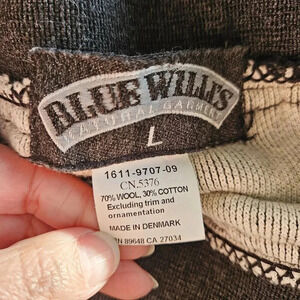 BLUE WILLI'S
NATURAL GARMENT
L
1611-9707-09
CN.5376
70% WOOL, 30% COTTON
Excluding trim and
ornamentation
MADE IN DENMARK
RN 89648 CA 27034